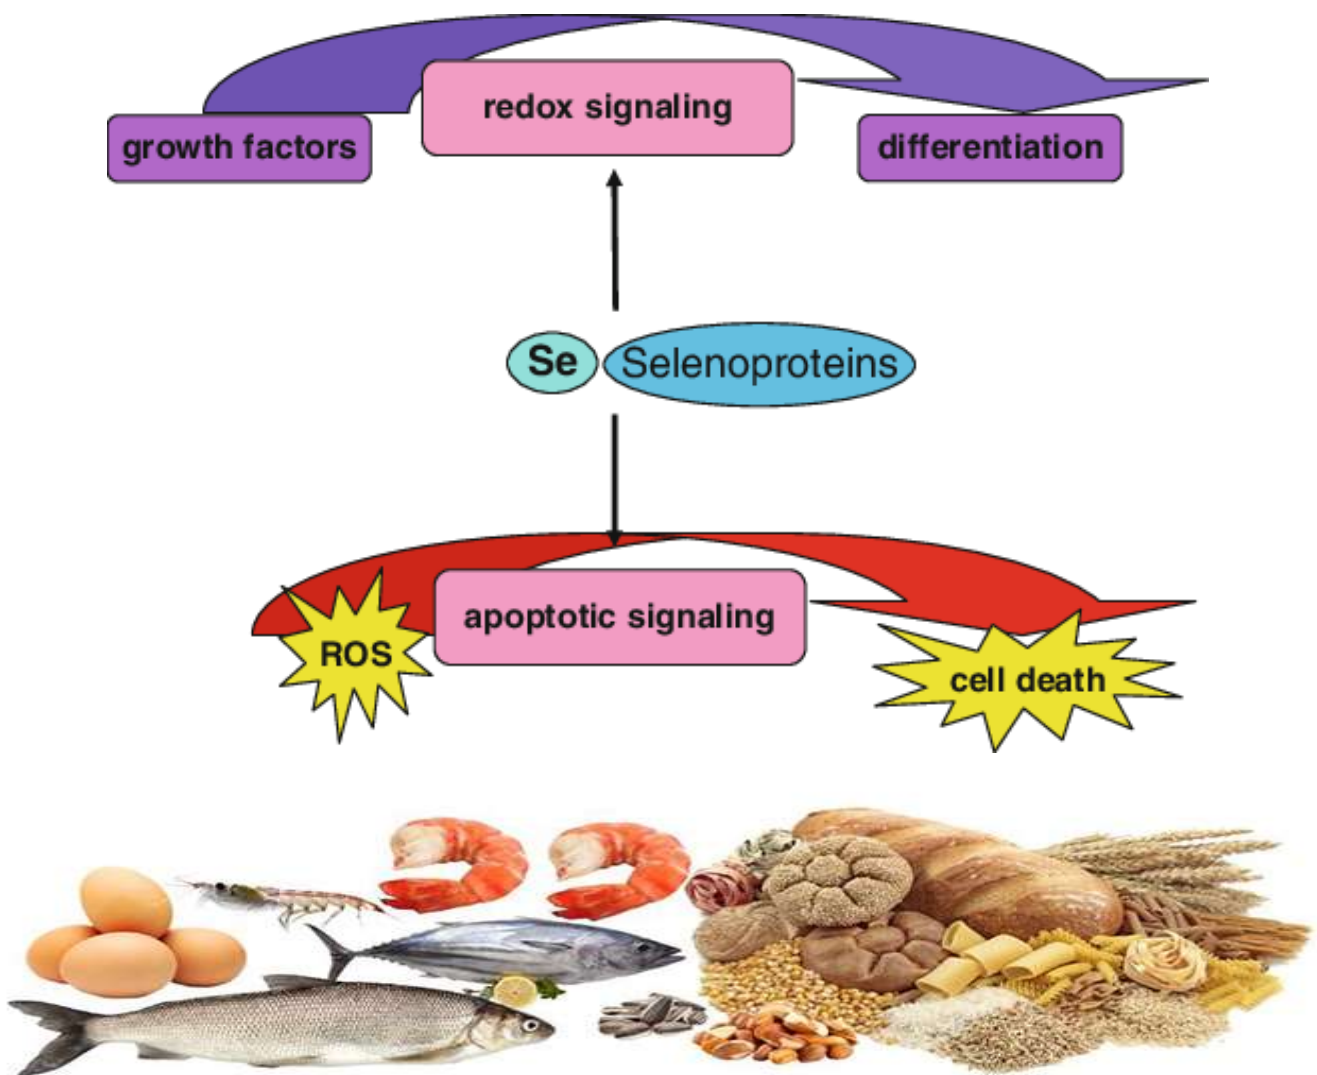 redox signaling
growth factors
differentiation
Se
Selenoproteins
apoptotic signaling
ROS
cell death